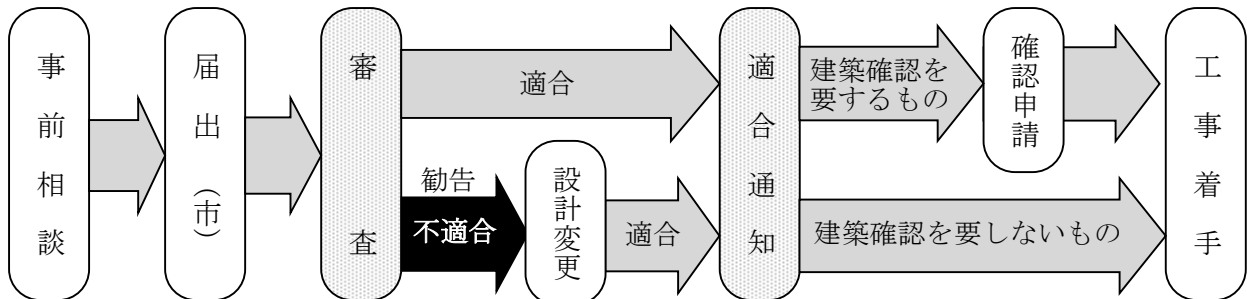 事前相談
届出(市)
審査
適合
勧告
不適合
設計変更
適合
適合通知
建築確認を
要するもの
確認申請
建築確認を要しないもの
工事着手